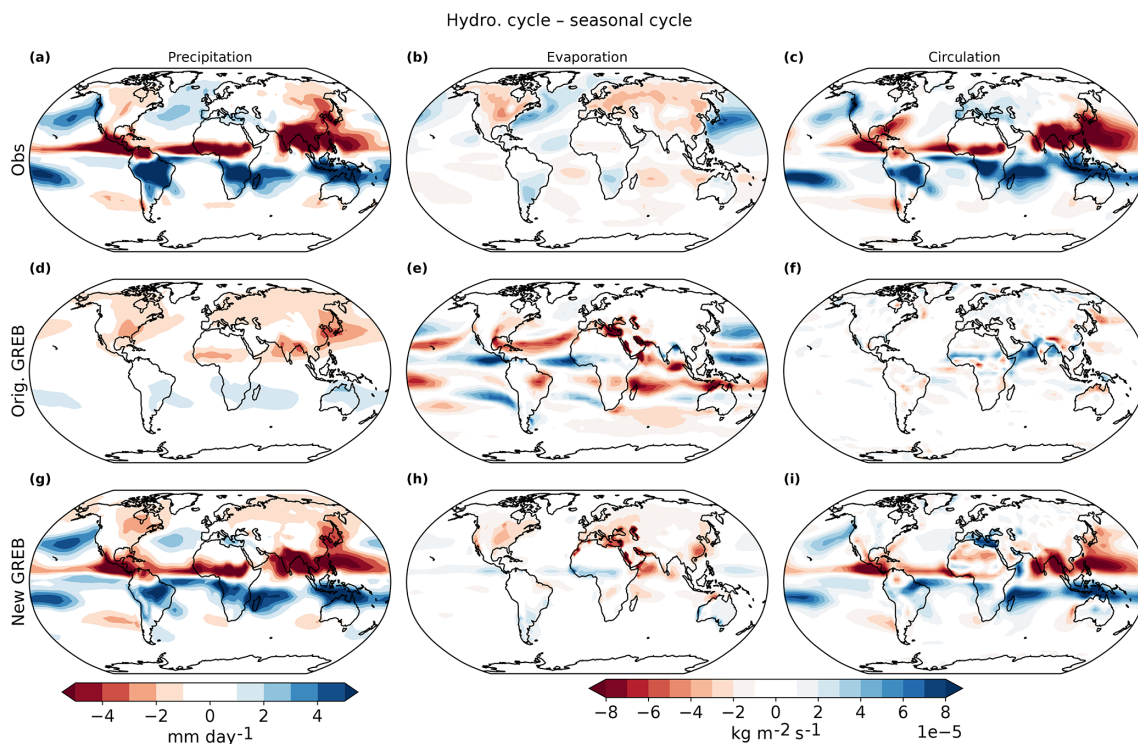 Hydro. cycle – seasonal cycle
(a) Precipitation (b) Evaporation (c) Circulation
Obs
(d) (e) (f)
Orig. GREB
(g) (h) (i)
New GREB
−4 −2 0 2 4
mm day-1
−8 −6 −4 −2 0 2 4 6 8
kg m-2 s-1 1e−5